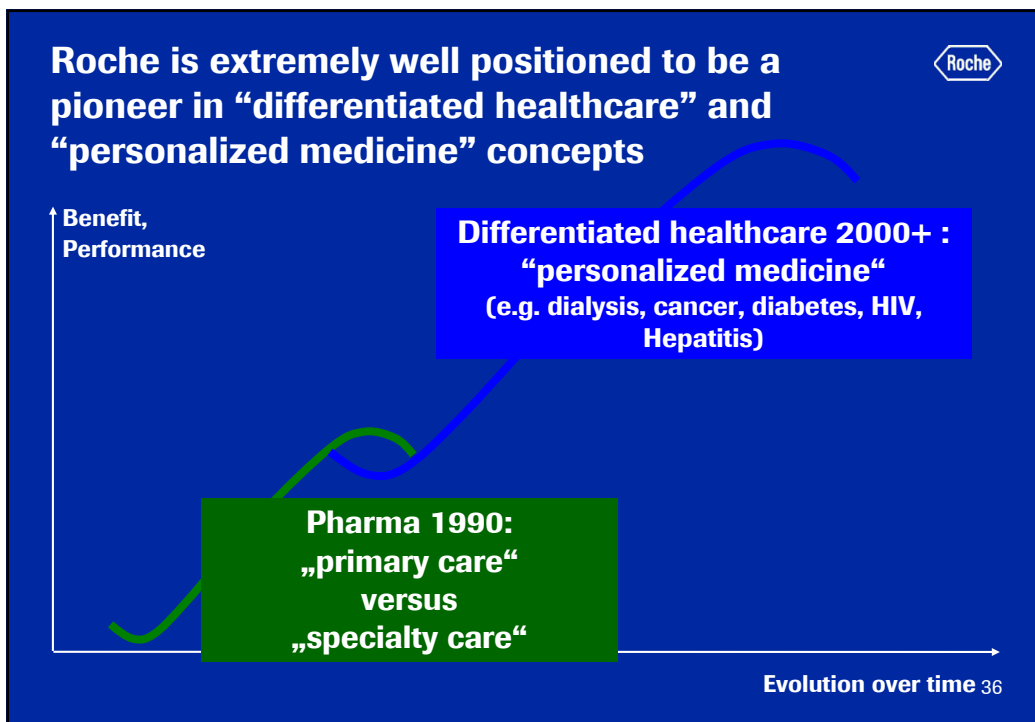 Roche is extremely well positioned to be a
pioneer in “differentiated healthcare” and
“personalized medicine” concepts
Roche
Benefit,
Performance
Differentiated healthcare 2000+ :
“personalized medicine“
(e.g. dialysis, cancer, diabetes, HIV,
Hepatitis)
Pharma 1990:
„primary care“
versus
„specialty care“
Evolution over time 36